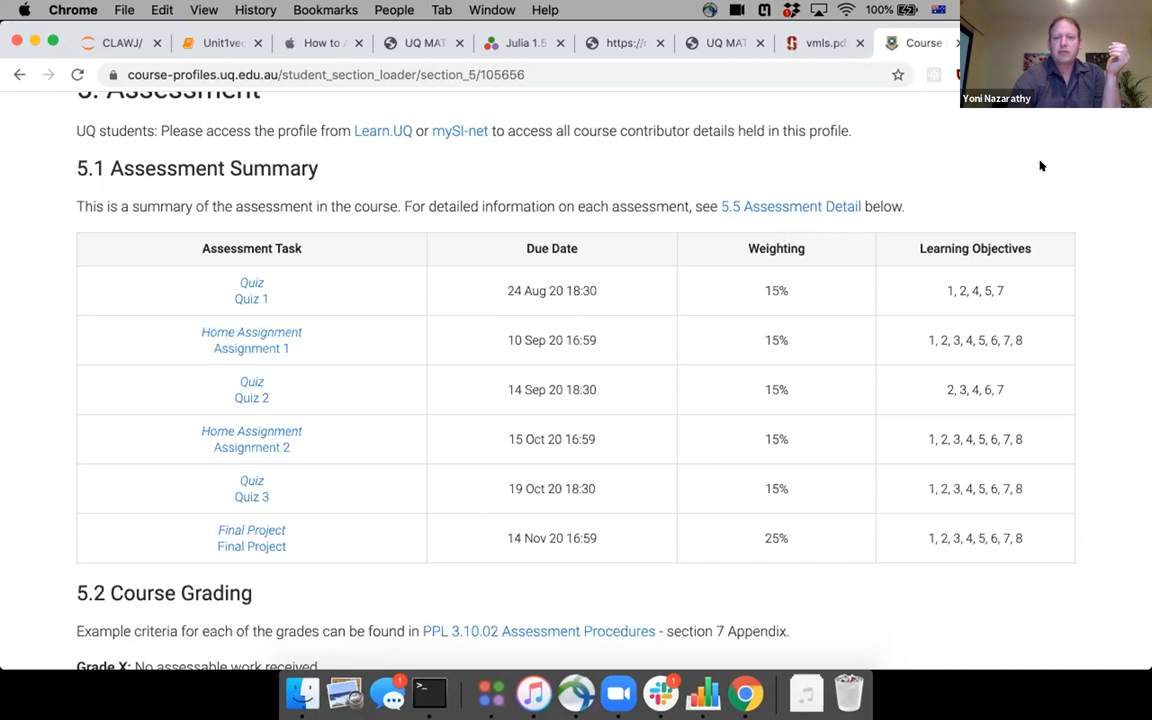 Chrome File Edit View History Bookmarks People Tab Window Help 100%
CLAWJ/ Unit1vec How to UQ MAT Julia 1.5 https://r UQ MAT vmls.pd Course
course-profiles.uq.edu.au/student_section_loader/section_5/105656
Yoni Nazarathy
5. Assessment
UQ students: Please access the profile from Learn.UQ or mySI-net to access all course contributor details held in this profile.
5.1 Assessment Summary
This is a summary of the assessment in the course. For detailed information on each assessment, see 5.5 Assessment Detail below.
Assessment Task Due Date Weighting Learning Objectives
Quiz
Quiz 1 24 Aug 20 18:30 15% 1, 2, 4, 5, 7
Home Assignment
Assignment 1 10 Sep 20 16:59 15% 1, 2, 3, 4, 5, 6, 7, 8
Quiz
Quiz 2 14 Sep 20 18:30 15% 2, 3, 4, 6, 7
Home Assignment
Assignment 2 15 Oct 20 16:59 15% 1, 2, 3, 4, 5, 6, 7, 8
Quiz
Quiz 3 19 Oct 20 18:30 15% 1, 2, 3, 4, 5, 6, 7, 8
Final Project
Final Project 14 Nov 20 16:59 25% 1, 2, 3, 4, 5, 6, 7, 8
5.2 Course Grading
Example criteria for each of the grades can be found in PPL 3.10.02 Assessment Procedures - section 7 Appendix.
Grade X: No assessable work received
1 1